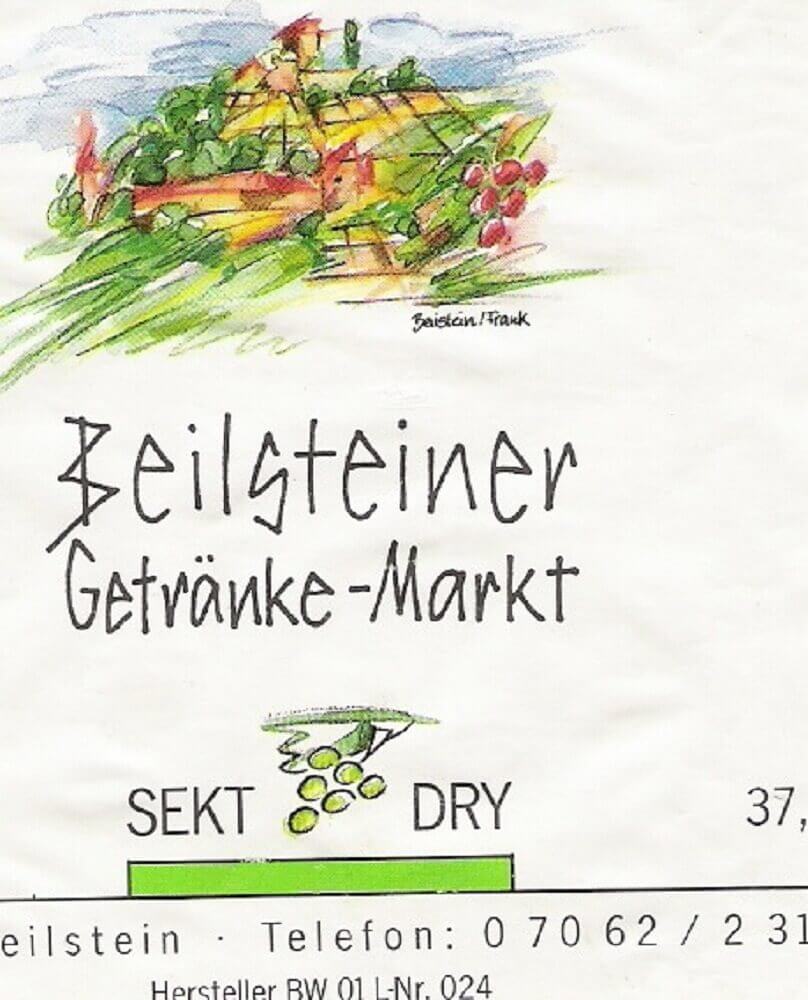 Beilstein/Frank
Beilsteiner
Getränke-Markt
SEKT DRY 37,
eilstein · Telefon: 0 70 62 / 2 31
Hersteller BW 01 L-Nr. 024